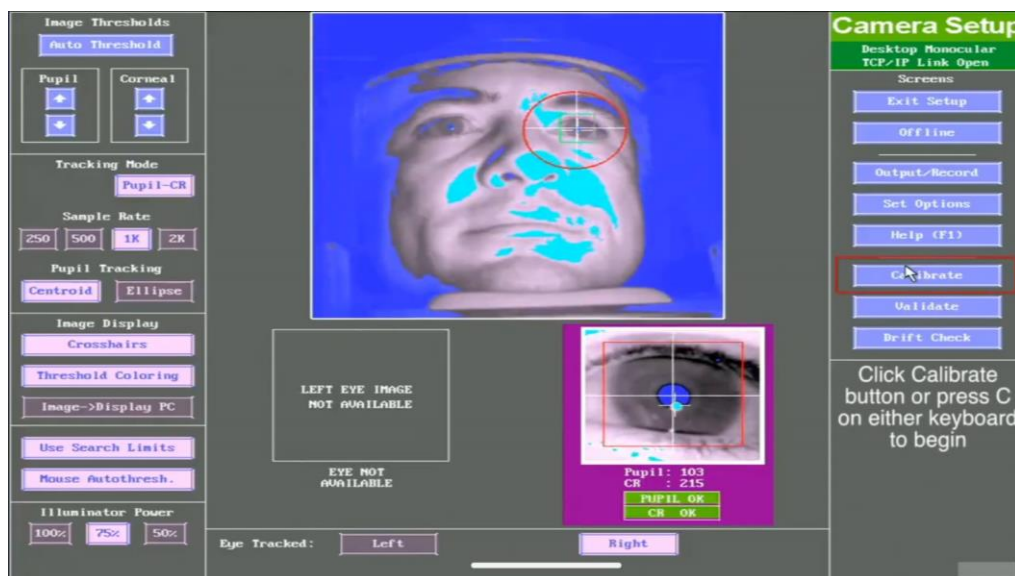 Image Thresholds
Auto Threshold
Pupil
Corneal
Tracking Mode
Pupil-CR
Sample Rate
250 500 1K 2K
Pupil Tracking
Centroid Ellipse
Image Display
Crosshairs
Threshold Coloring
Image->Display PC
Use Search Limits
Mouse Autothresh.
Illuminator Power
100% 75% 50%
LEFT EYE IMAGE
NOT AVAILABLE
EYE NOT
AVAILABLE
Pupil: 103
CR : 215
PUPIL OK
CR OK
Eye Tracked: Left Right
Camera Setup
Desktop Monocular
TCP/IP Link Open
Screens
Exit Setup
Offline
Output/Record
Set Options
Help (F1)
Calibrate
Validate
Drift Check
Click Calibrate
button or press C
on either keyboard
to begin